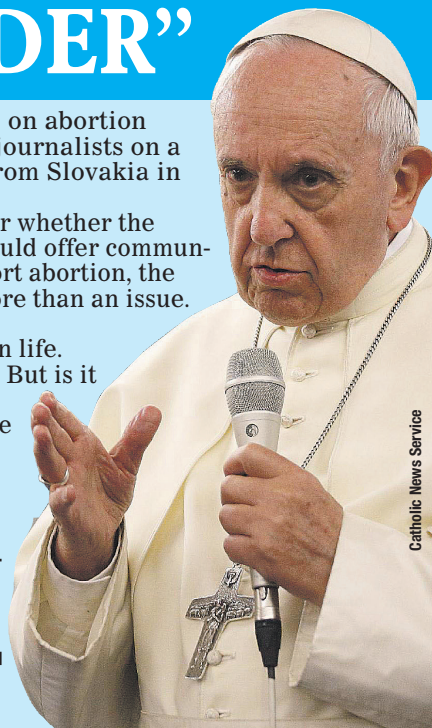 DER”
on abortion
journalists on a
rom Slovakia in
r whether the
uld offer commun-
rt abortion, the
ore than an issue.
n life.
But is it
e
Catholic News Service